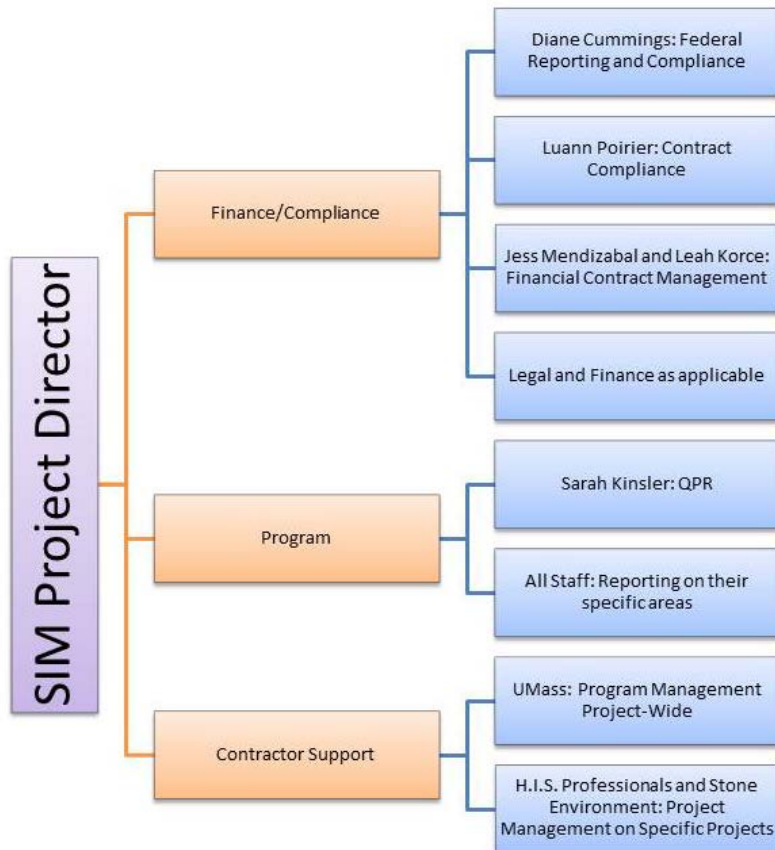 SIM Project Director
Finance/Compliance
Diane Cummings: Federal
Reporting and Compliance
Luann Poirier: Contract
Compliance
Jess Mendizabal and Leah Korce:
Financial Contract Management
Legal and Finance as applicable
Program
Sarah Kinsler: QPR
All Staff: Reporting on their
specific areas
Contractor Support
UMass: Program Management
Project-Wide
H.I.S. Professionals and Stone
Environment: Project
Management on Specific Projects